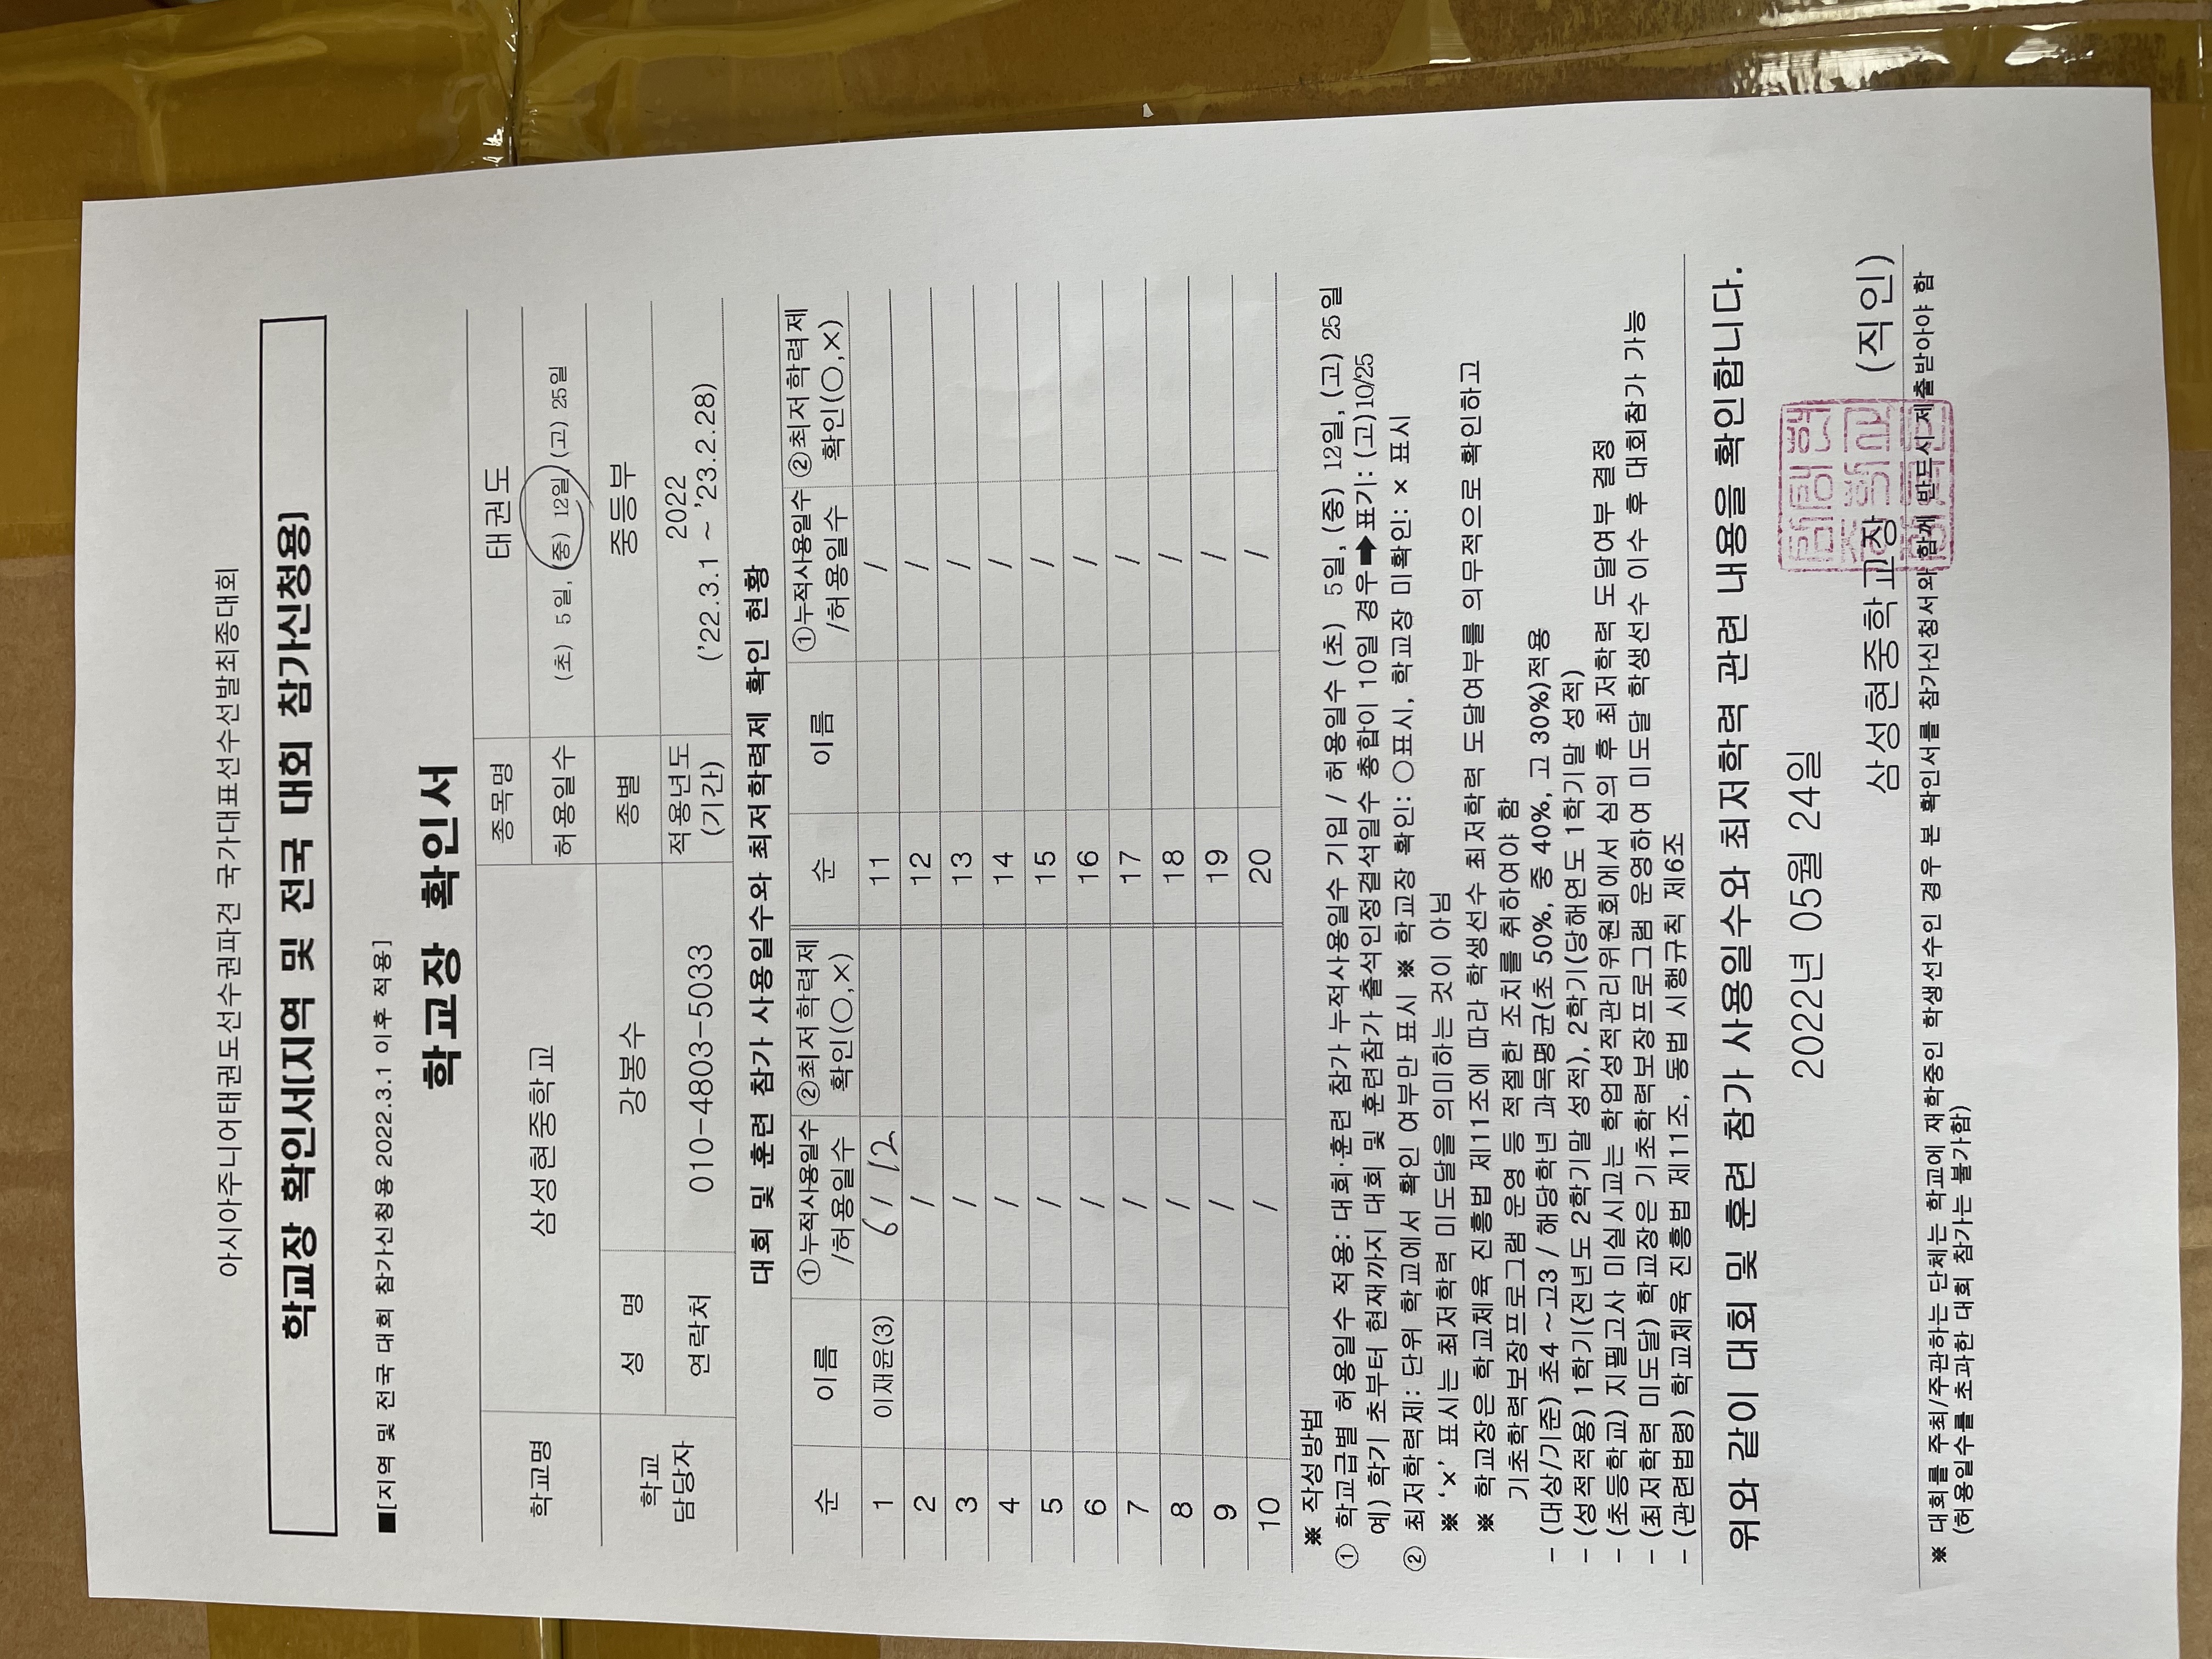 아시아주니어태권도선수권파견 국가대표선수선발최종대회
학교장 확인서[지역 및 전국 대회 참가신청용]
■[지역 및 전국 대회 참가신청용 2022.3.1 이후 적용]
학교장 확인서
학교명 삼성현중학교 종목명 태권도
허용일수 (초) 5일, (중) 12일, (고) 25일
학교 담당자 성 명 강봉수 종별 중등부
연락처 010-4803-5033 적용년도 (기간) 2022 ('22.3.1 ~ '23.2.28)
대회 및 훈련 참가 사용일수와 최저학력제 확인 현황
순 이름 ①누적사용일수 /허용일수 ②최저학력제 확인(○,×) 순 이름 ①누적사용일수 /허용일수 ②최저학력제 확인(○,×)
1 이재윤(3) 6 / 12 11 /
2 / 12 /
3 / 13 /
4 / 14 /
5 / 15 /
6 / 16 /
7 / 17 /
8 / 18 /
9 / 19 /
10 / 20 /
※ 작성방법
① 학교급별 허용일수 적용: 대회·훈련 참가 누적사용일수 기입 / 허용일수 (초) 5일, (중) 12일, (고) 25일
예) 학기 초부터 현재까지 대회 및 훈련참가 출석인정결석일수 총합이 10일 경우➡표기: (고)10/25
② 최저학력제: 단위 학교에서 확인 여부만 표시 ※ 학교장 확인: ○표시, 학교장 미확인: × 표시
※ '×' 표시는 최저학력 미도달을 의미하는 것이 아님
※ 학교장은 학교체육 진흥법 제11조에 따라 학생선수 최저학력 도달여부를 의무적으로 확인하고
기초학력보장프로그램 운영 등 적절한 조치를 취하여야 함
- (대상/기준) 초4 ~고3 / 해당학년 과목평균(초 50%, 중 40%, 고 30%)적용
- (성적적용) 1학기(전년도 2학기말 성적), 2학기(당해연도 1학기말 성적)
- (초등학교) 지필고사 미실시교는 학업성적관리위원회에서 심의 후 최저학력 도달여부 결정
- (최저학력 미도달) 학교장은 기초학력보장프로그램 운영하여 미도달 학생선수 이수 후 대회참가 가능
- (관련법령) 학교체육 진흥법 제11조, 동법 시행규칙 제6조
위와 같이 대회 및 훈련 참가 사용일수와 최저학력 관련 내용을 확인합니다.
2022년 05월 24일
삼성현중학교장 (직인)
※ 대회를 주최/주관하는 단체는 학교에 재학중인 학생선수인 경우 본 확인서를 참가신청서와 함께 반드시 제출받아야 함
(허용일수를 초과한 대회 참가는 불가함)